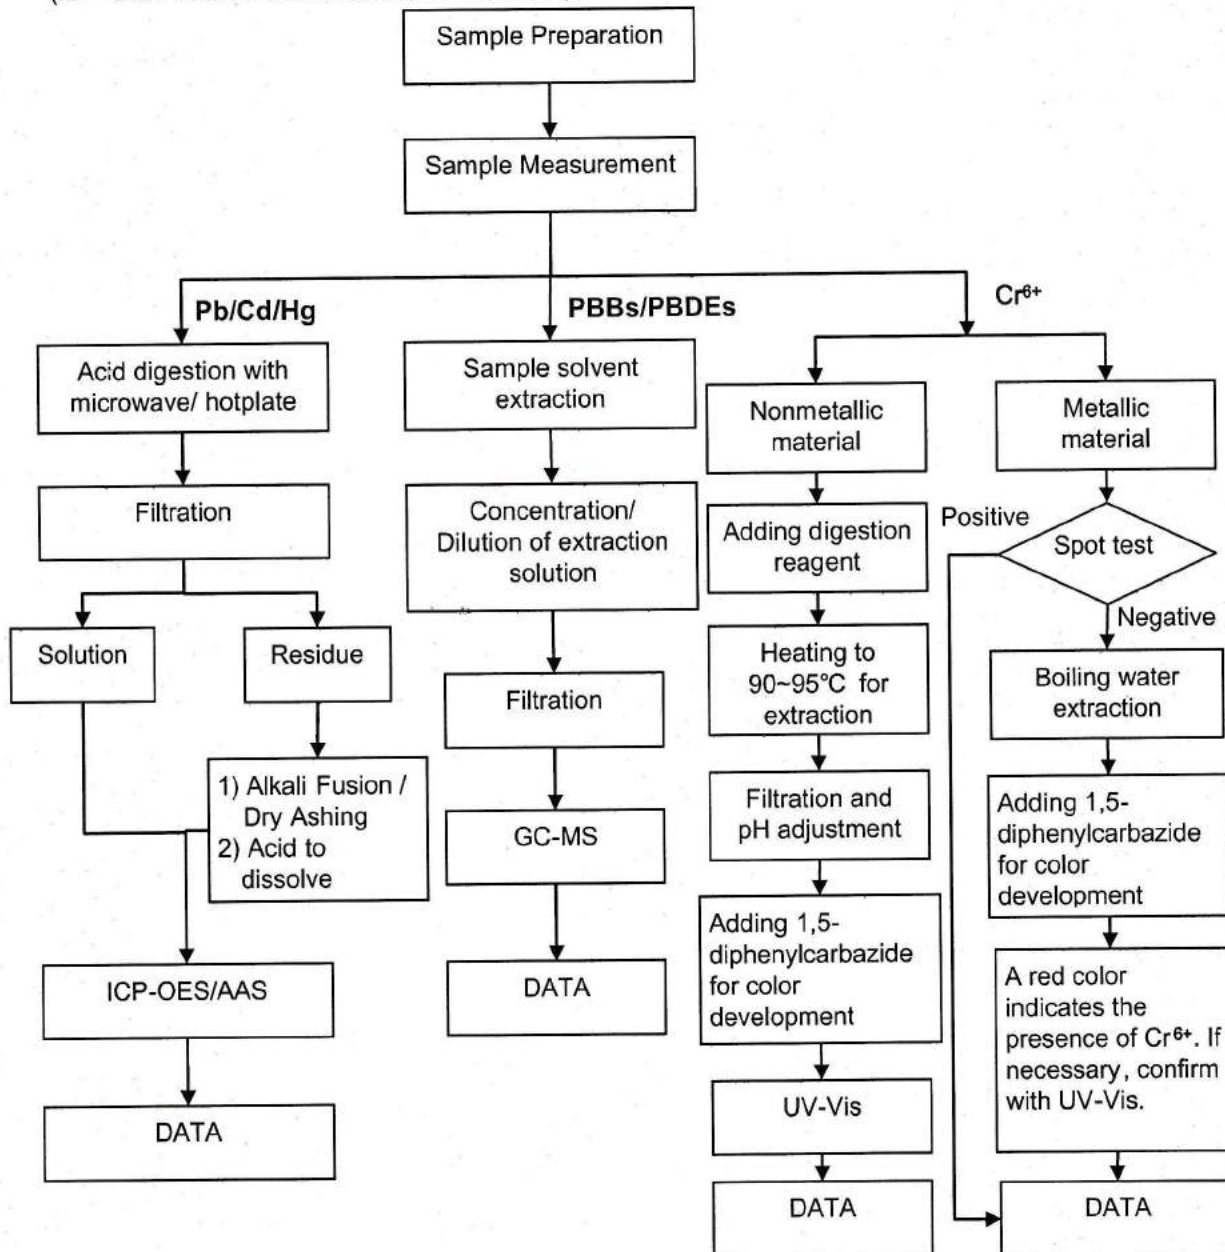 Sample Preparation
Sample Measurement
Pb/Cd/Hg
PBBs/PBDEs
Cr⁶⁺
Acid digestion with
microwave/ hotplate
Filtration
Solution
Residue
1) Alkali Fusion /
Dry Ashing
2) Acid to
dissolve
ICP-OES/AAS
DATA
Sample solvent
extraction
Concentration/
Dilution of extraction
solution
Filtration
GC-MS
DATA
Nonmetallic
material
Adding digestion
reagent
Heating to
90~95°C for
extraction
Filtration and
pH adjustment
Adding 1,5-
diphenylcarbazide
for color
development
UV-Vis
DATA
Metallic
material
Positive
Spot test
Negative
Boiling water
extraction
Adding 1,5-
diphenylcarbazide
for color
development
A red color
indicates the
presence of Cr⁶⁺. If
necessary, confirm
with UV-Vis.
DATA